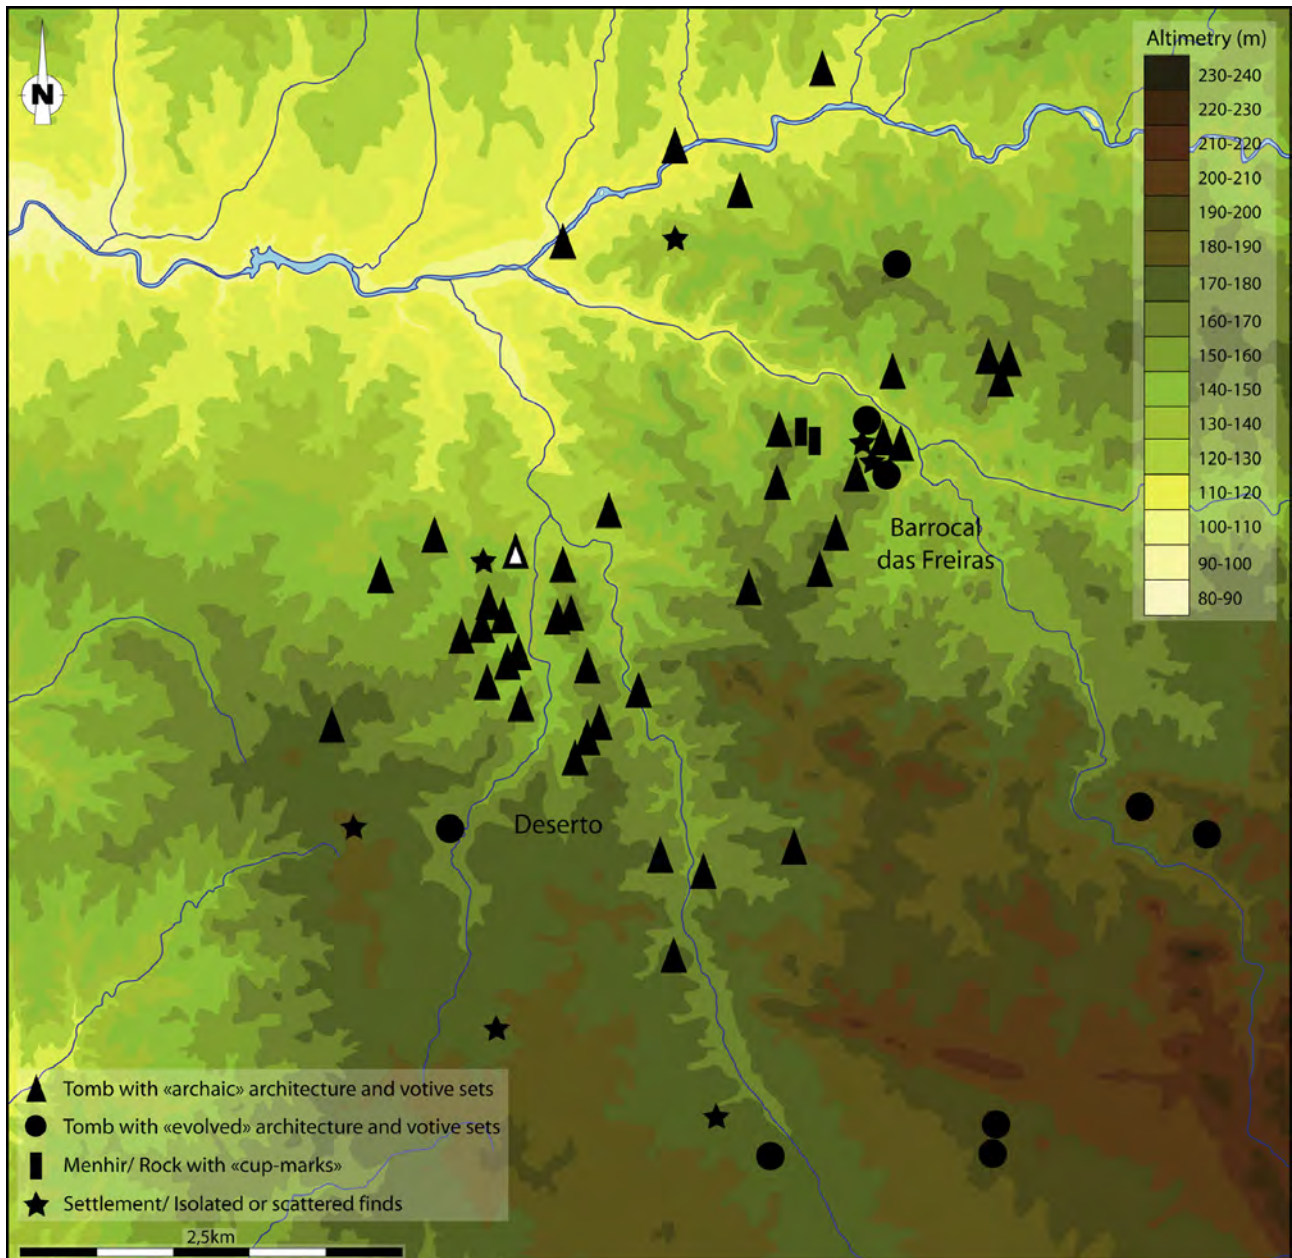 N
Altimetry (m)
230-240
220-230
210-220
200-210
190-200
180-190
170-180
160-170
150-160
140-150
130-140
120-130
110-120
100-110
90-100
80-90
Barrocal
das Freiras
Deserto
Tomb with «archaic» architecture and votive sets
Tomb with «evolved» architecture and votive sets
Menhir/ Rock with «cup-marks»
Settlement/ Isolated or scattered finds
2,5km